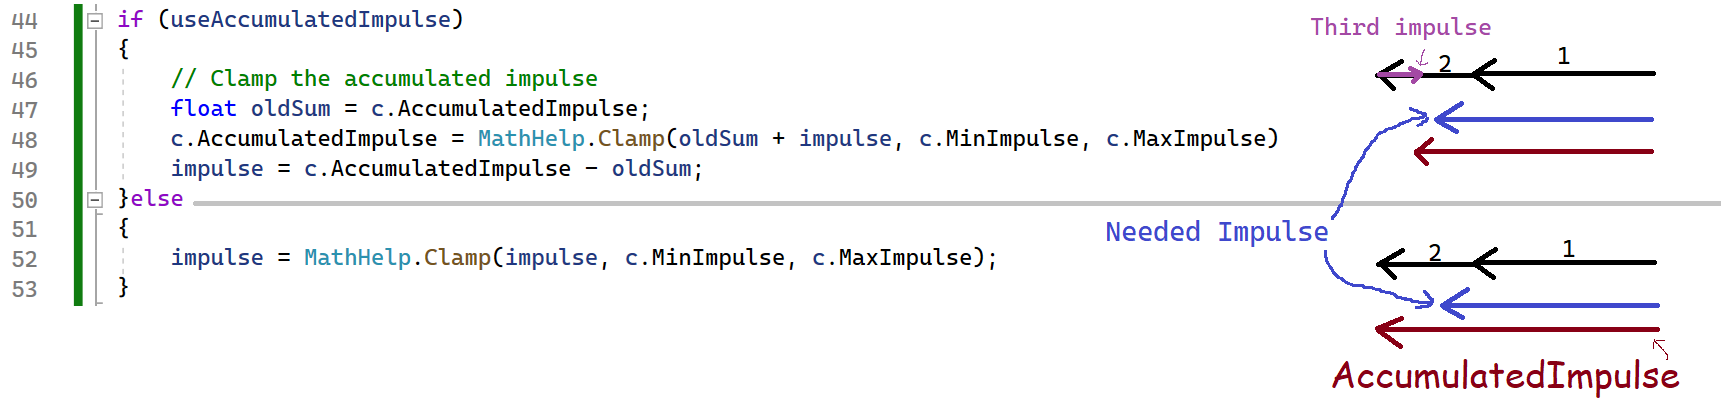 44 if (useAccumulatedImpulse)
45 {
46 // Clamp the accumulated impulse
47 float oldSum = c.AccumulatedImpulse;
48 c.AccumulatedImpulse = MathHelp.Clamp(oldSum + impulse, c.MinImpulse, c.MaxImpulse)
49 impulse = c.AccumulatedImpulse - oldSum;
50 }else
51 {
52 impulse = MathHelp.Clamp(impulse, c.MinImpulse, c.MaxImpulse);
53 }
Third impulse
2 1
Needed Impulse
2 1
AccumulatedImpulse